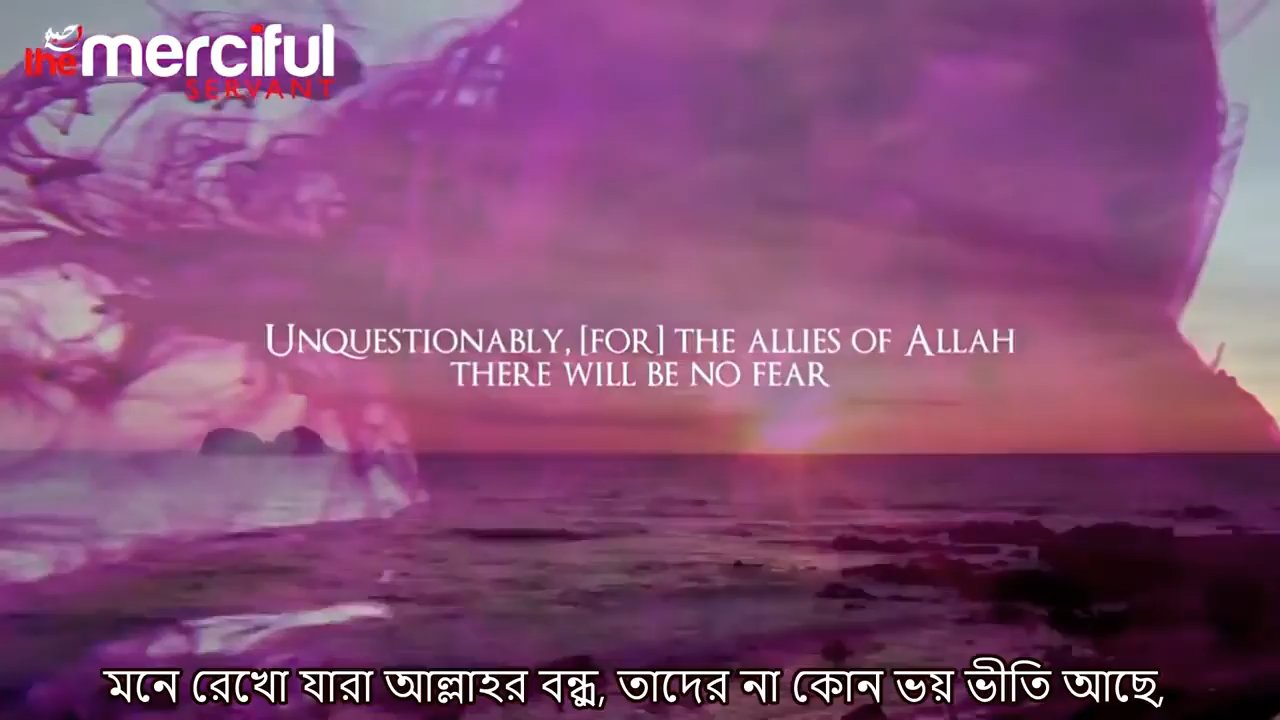 the merciful
SERVANT
UNQUESTIONABLY, [FOR] THE ALLIES OF ALLAH
THERE WILL BE NO FEAR
মনে রেখো যারা আল্লাহর বন্ধু, তাদের না কোন ভয় ভীতি আছে,